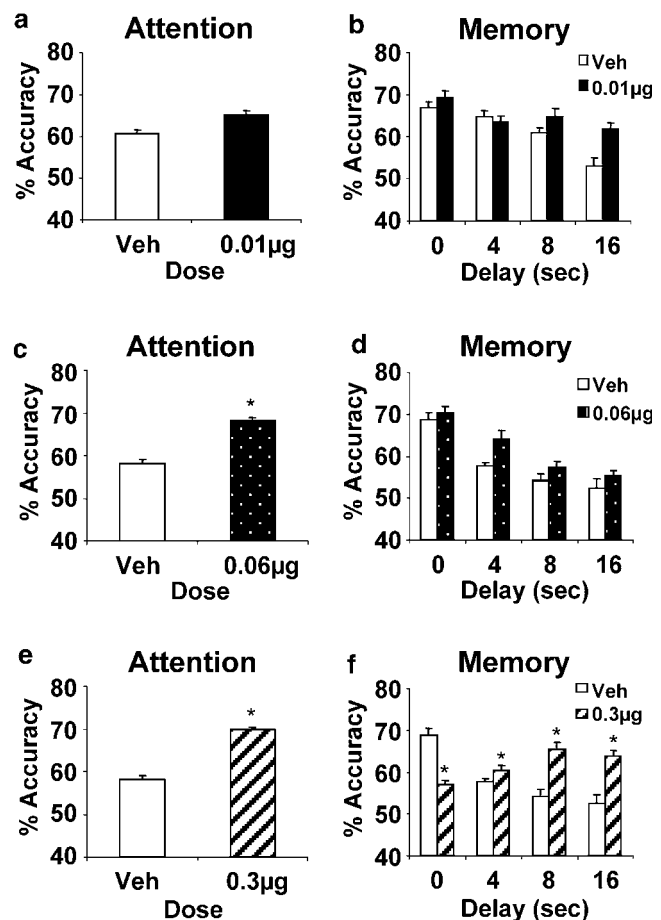 a
Attention
% Accuracy
80
70
60
50
40
Veh 0.01µg
Dose
b
Memory
% Accuracy
80
70
60
50
40
Veh
0.01µg
0 4 8 16
Delay (sec)
c
Attention
% Accuracy
80
70
60
50
40
*
Veh 0.06µg
Dose
d
Memory
% Accuracy
80
70
60
50
40
Veh
0.06µg
0 4 8 16
Delay (sec)
e
Attention
% Accuracy
80
70
60
50
40
*
Veh 0.3µg
Dose
f
Memory
% Accuracy
80
70
60
50
40
Veh
0.3µg
* * * *
0 4 8 16
Delay (sec)